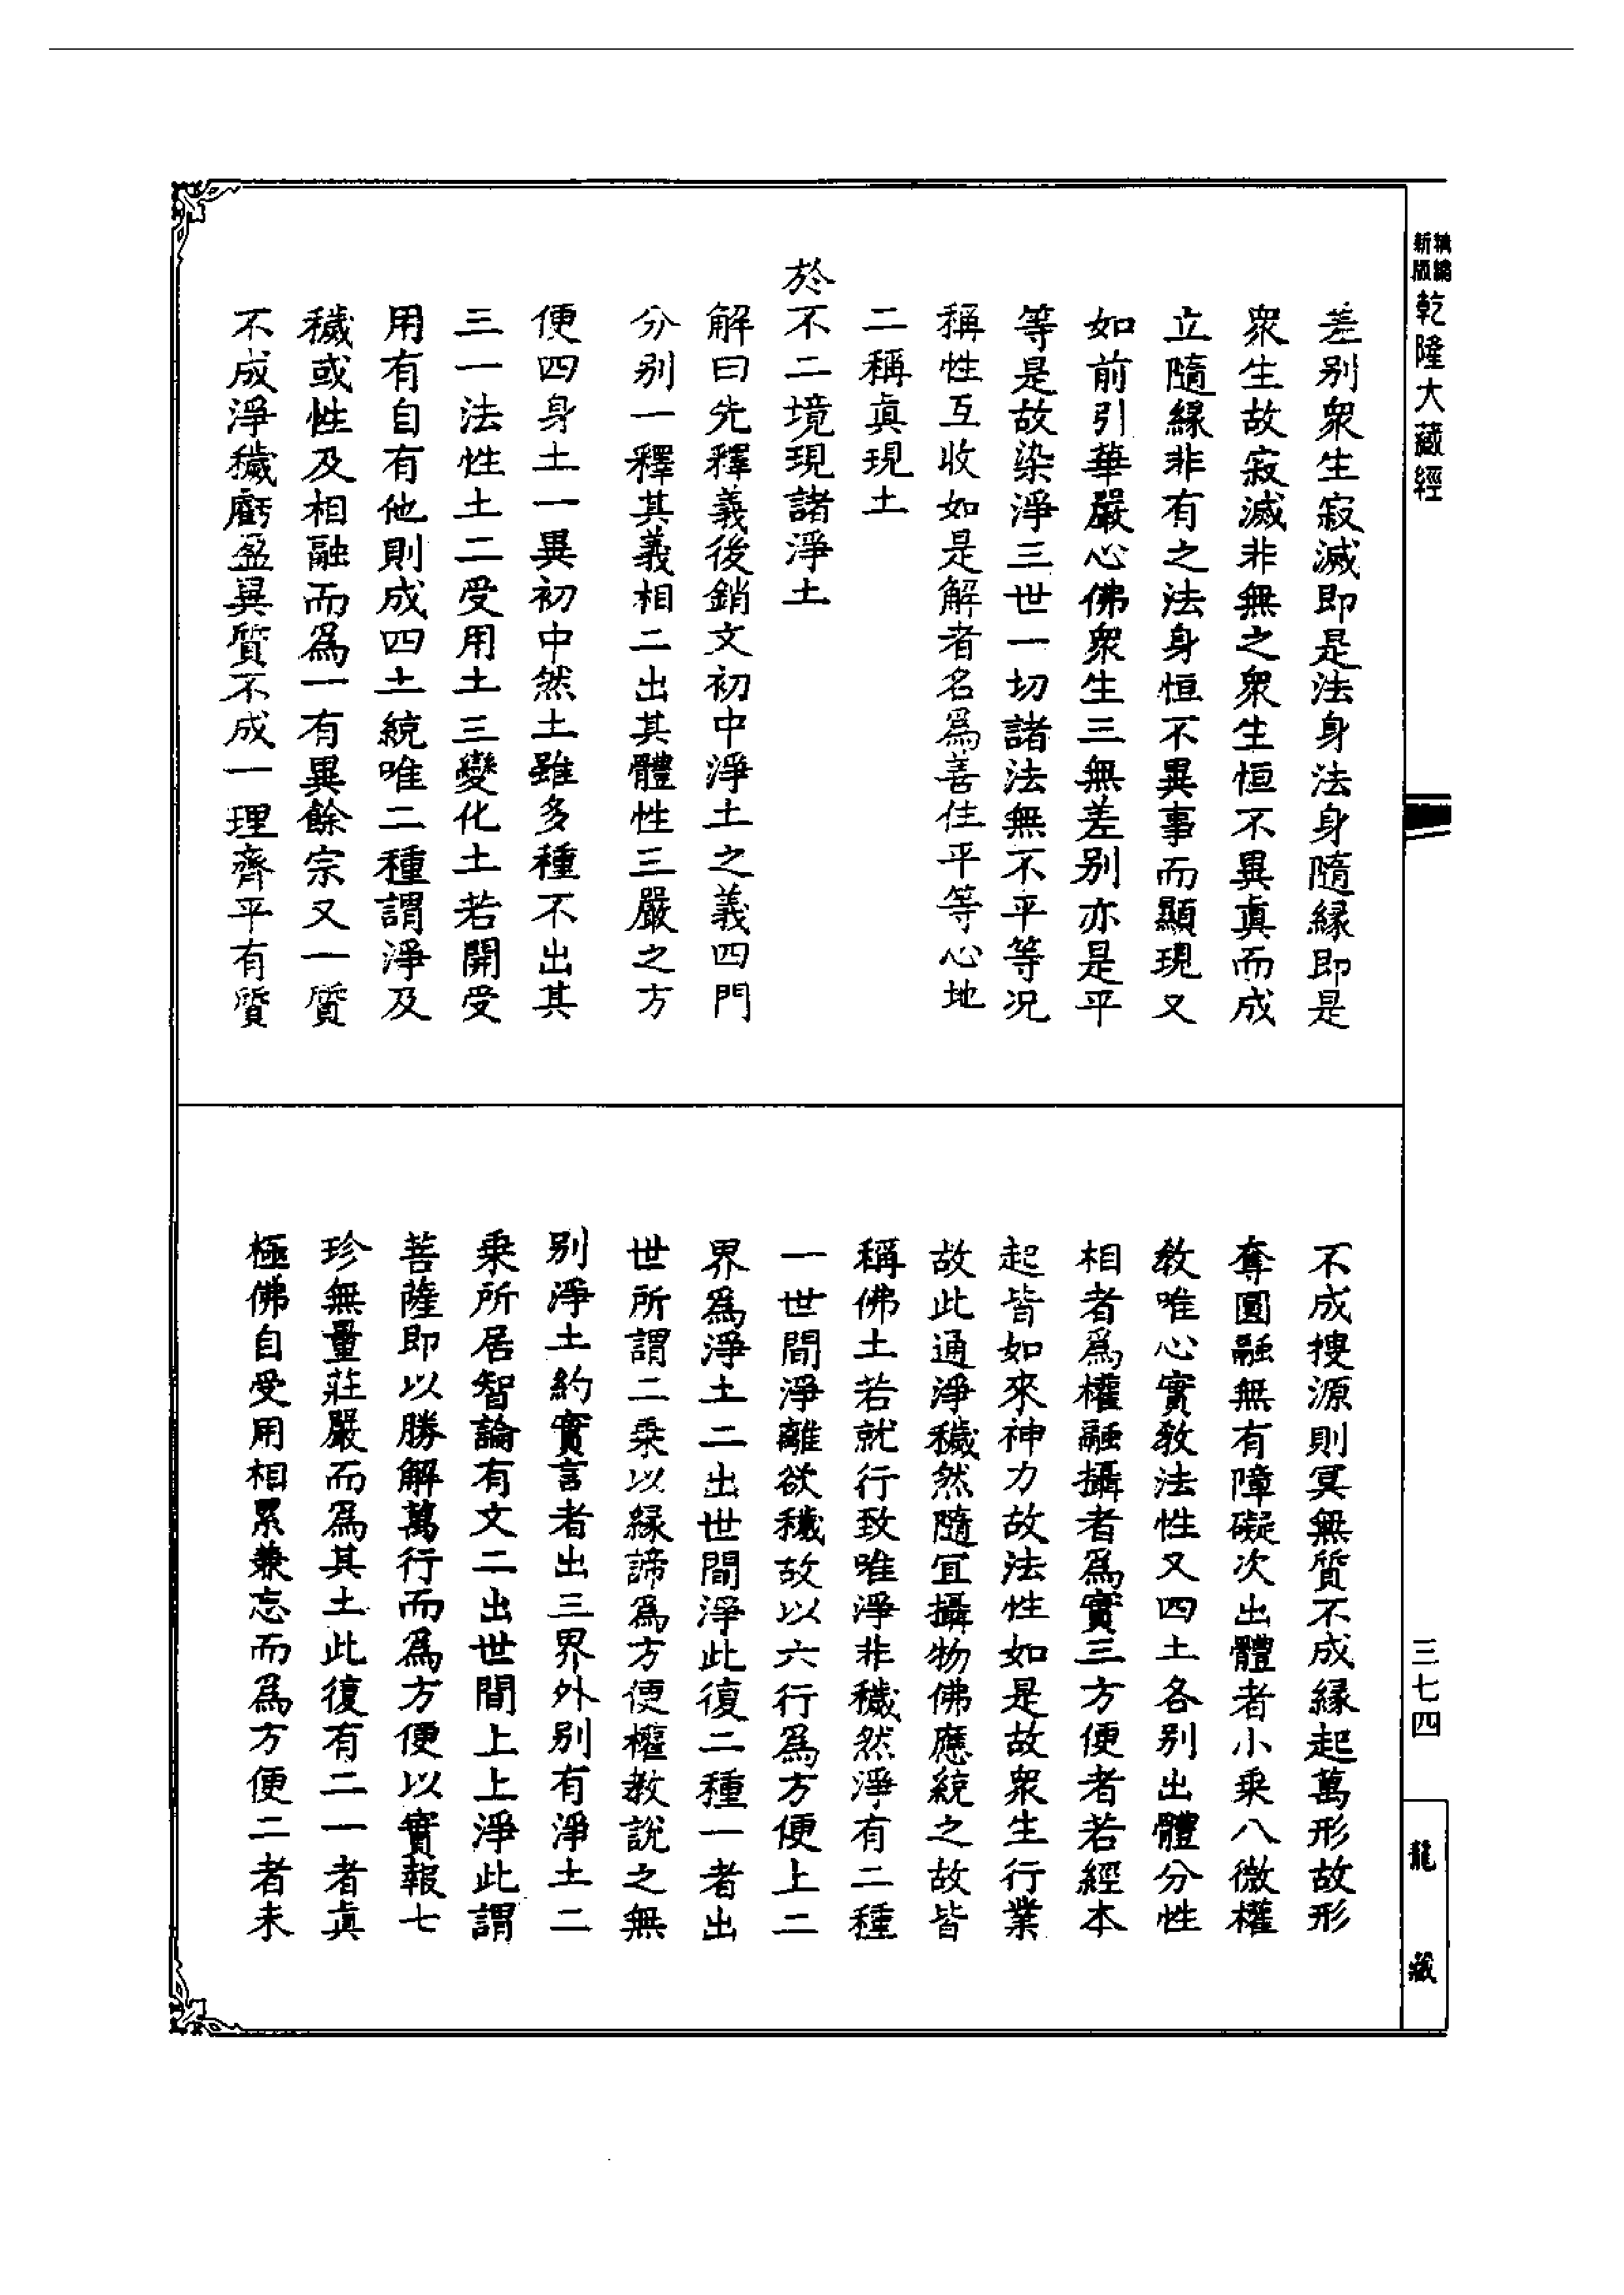 精編新版
乾隆大藏經
差別衆生寂滅即是法身法身隨緣即是
衆生故寂滅非無之衆生恒不異眞而成
立隨緣非有之法身恒不異事而顯現又
如前引華嚴心佛衆生三無差别亦是平
等是故染淨三世一切諸法無不平等况
稱性互收如是解者名爲善住平等心地
二稱眞現土
於不二境現諸淨土
解曰先釋義後銷文初中淨土之義四門
分别一釋其義相二出其體性三嚴之方
便四身土一異初中然土雖多種不出其
三一法性土二受用土三變化土若開受
用有自有他則成四土統唯二種謂淨及
穢或性及相融而爲一有異餘宗又一質
不成淨穢虧盈異質不成一理齊平有質
不成搜源則冥無質不成緣起萬形故形
奪圓融無有障礙次出體者小乘八微權
教唯心實教法性又四土各别出體分性
相者爲權融攝者爲實三方便者若經本
起皆如來神力故法性如是故衆生行業
故此通淨穢然隨宜攝物佛應統之故皆
稱佛土若就行致唯淨非穢然淨有二種
一世間淨離欲穢故以六行爲方便上二
界爲淨土二出世間淨此復二種一者出
世所謂二乘以緣諦爲方便權教說之無
别淨土約實言者出三界外别有淨土二
乘所居智論有文二出世間上上淨此謂
菩薩即以勝解萬行而爲方便以實報七
珍無量莊嚴而爲其土此復有二一者眞
極佛自受用相累兼忘而爲方便二者未
三七四
龍藏